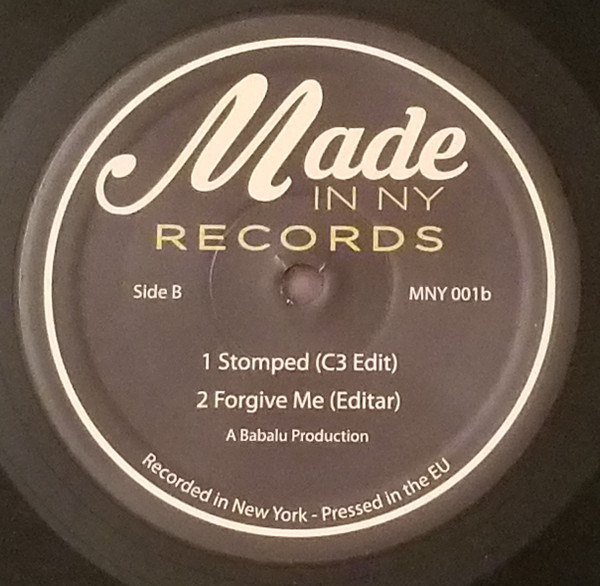 Made
IN NY
RECORDS
Side B
MNY 001b
1 Stomped (C3 Edit)
2 Forgive Me (Editar)
A Babalu Production
Recorded in New York - Pressed in the EU